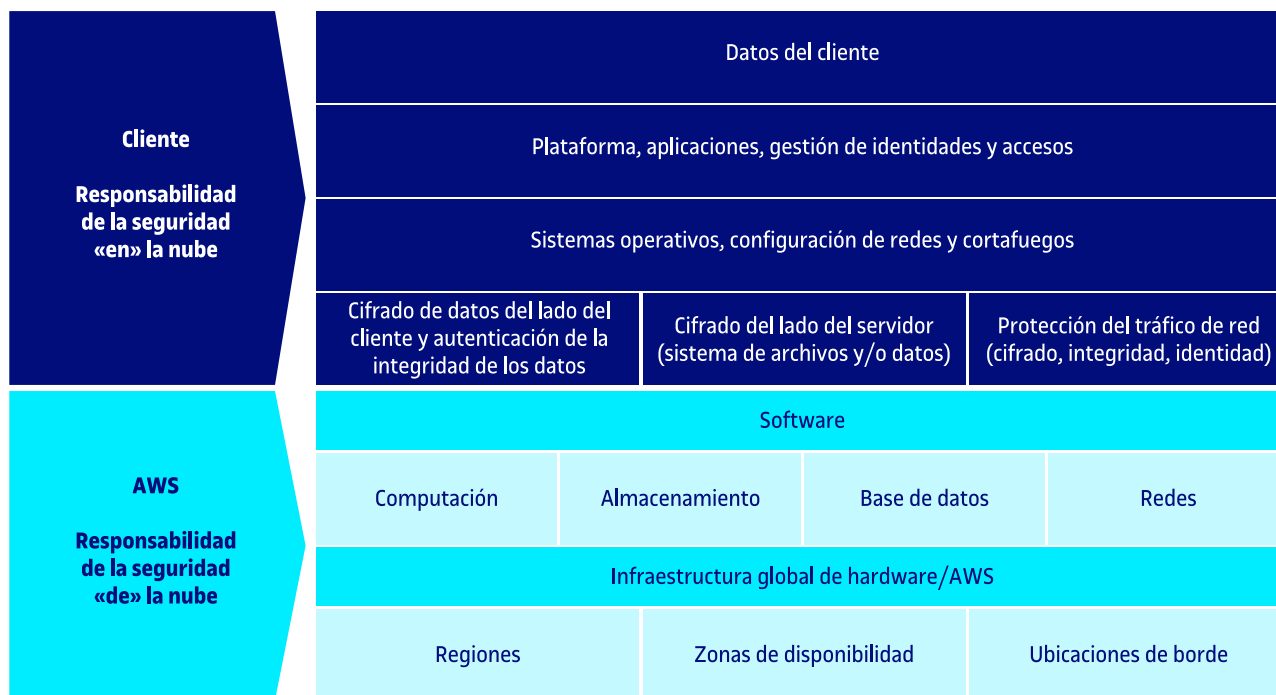 Cliente
Responsabilidad
de la seguridad
«en» la nube
Datos del cliente
Plataforma, aplicaciones, gestión de identidades y accesos
Sistemas operativos, configuración de redes y cortafuegos
Cifrado de datos del lado del
cliente y autenticación de la
integridad de los datos
Cifrado del lado del servidor
(sistema de archivos y/o datos)
Protección del tráfico de red
(cifrado, integridad, identidad)
AWS
Responsabilidad
de la seguridad
«de» la nube
Software
Computación
Almacenamiento
Base de datos
Redes
Infraestructura global de hardware/AWS
Regiones
Zonas de disponibilidad
Ubicaciones de borde